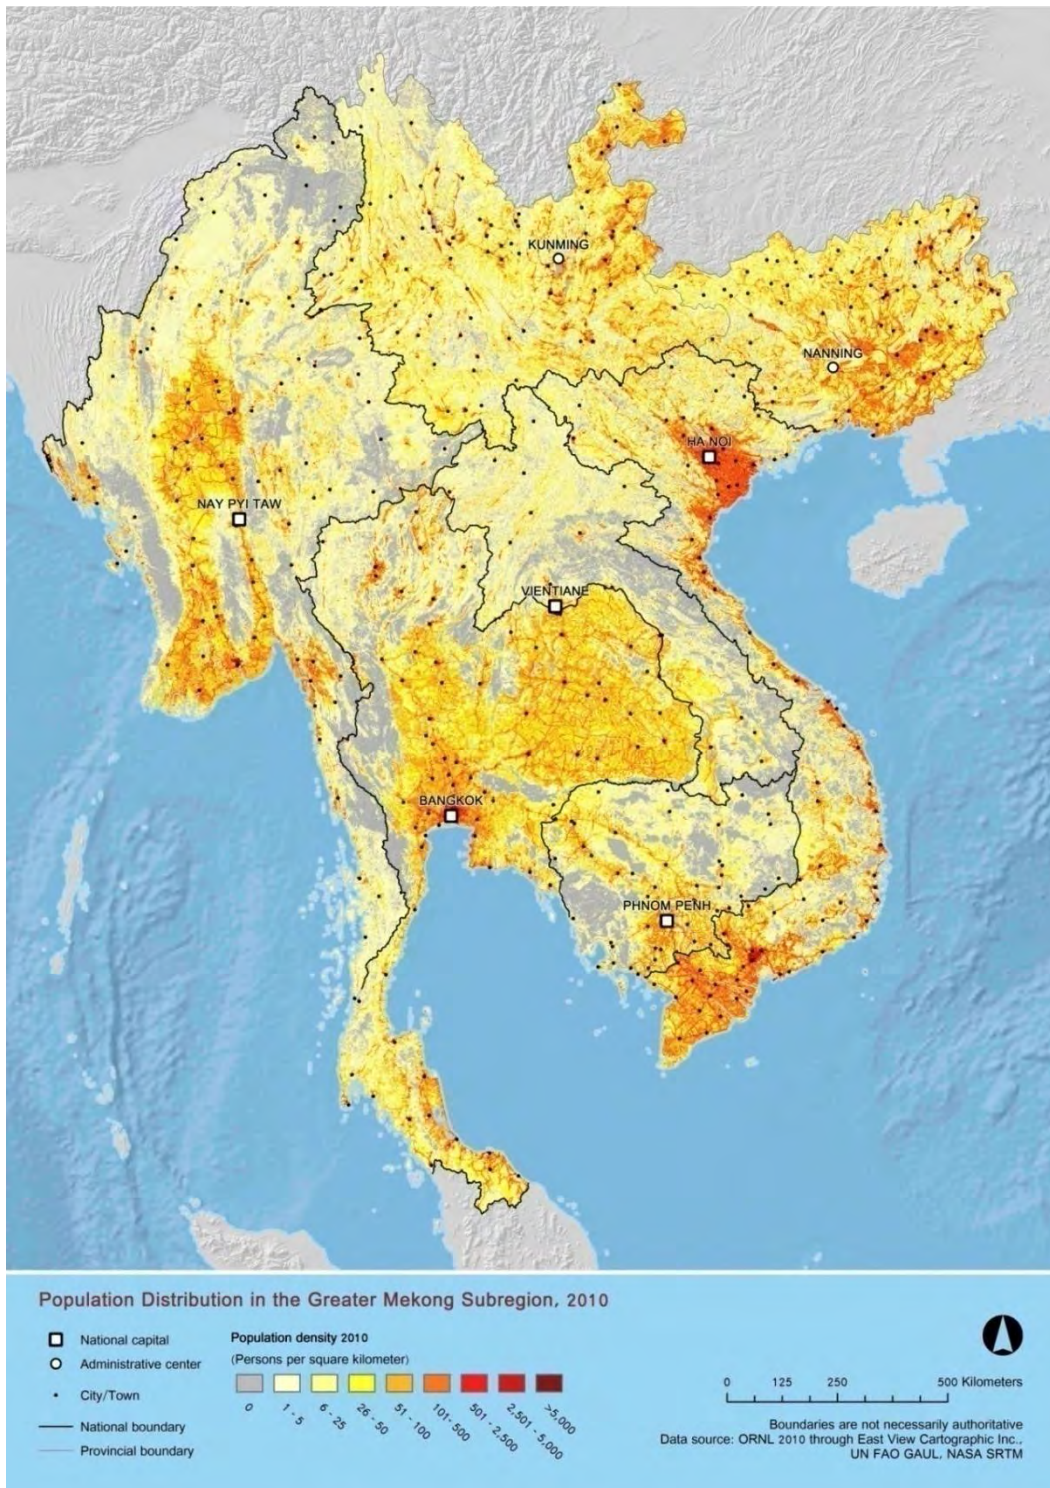 KUNMING
NANNING
HA NOI
NAY PYI TAW
VIENTIANE
BANGKOK
PHNOM PENH
Population Distribution in the Greater Mekong Subregion, 2010
National capital
Administrative center
City/Town
National boundary
Provincial boundary
Population density 2010
(Persons per square kilometer)
0
1 - 5
6 - 25
26 - 50
51 - 100
101- 500
501 - 2,500
2,501 - 5,000
>5,000
0 125 250 500 Kilometers
Boundaries are not necessarily authoritative
Data source: ORNL 2010 through East View Cartographic Inc.,
UN FAO GAUL, NASA SRTM